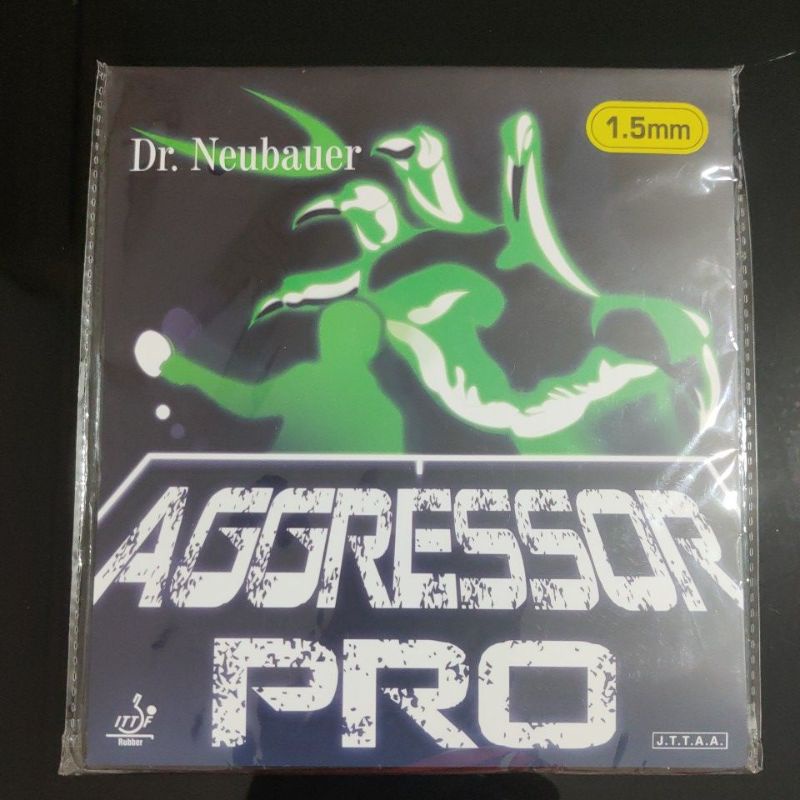 1.5mm
Dr. Neubauer
AGGRESSOR
PRO
ITTF
Rubber
J.T.T.A.A.